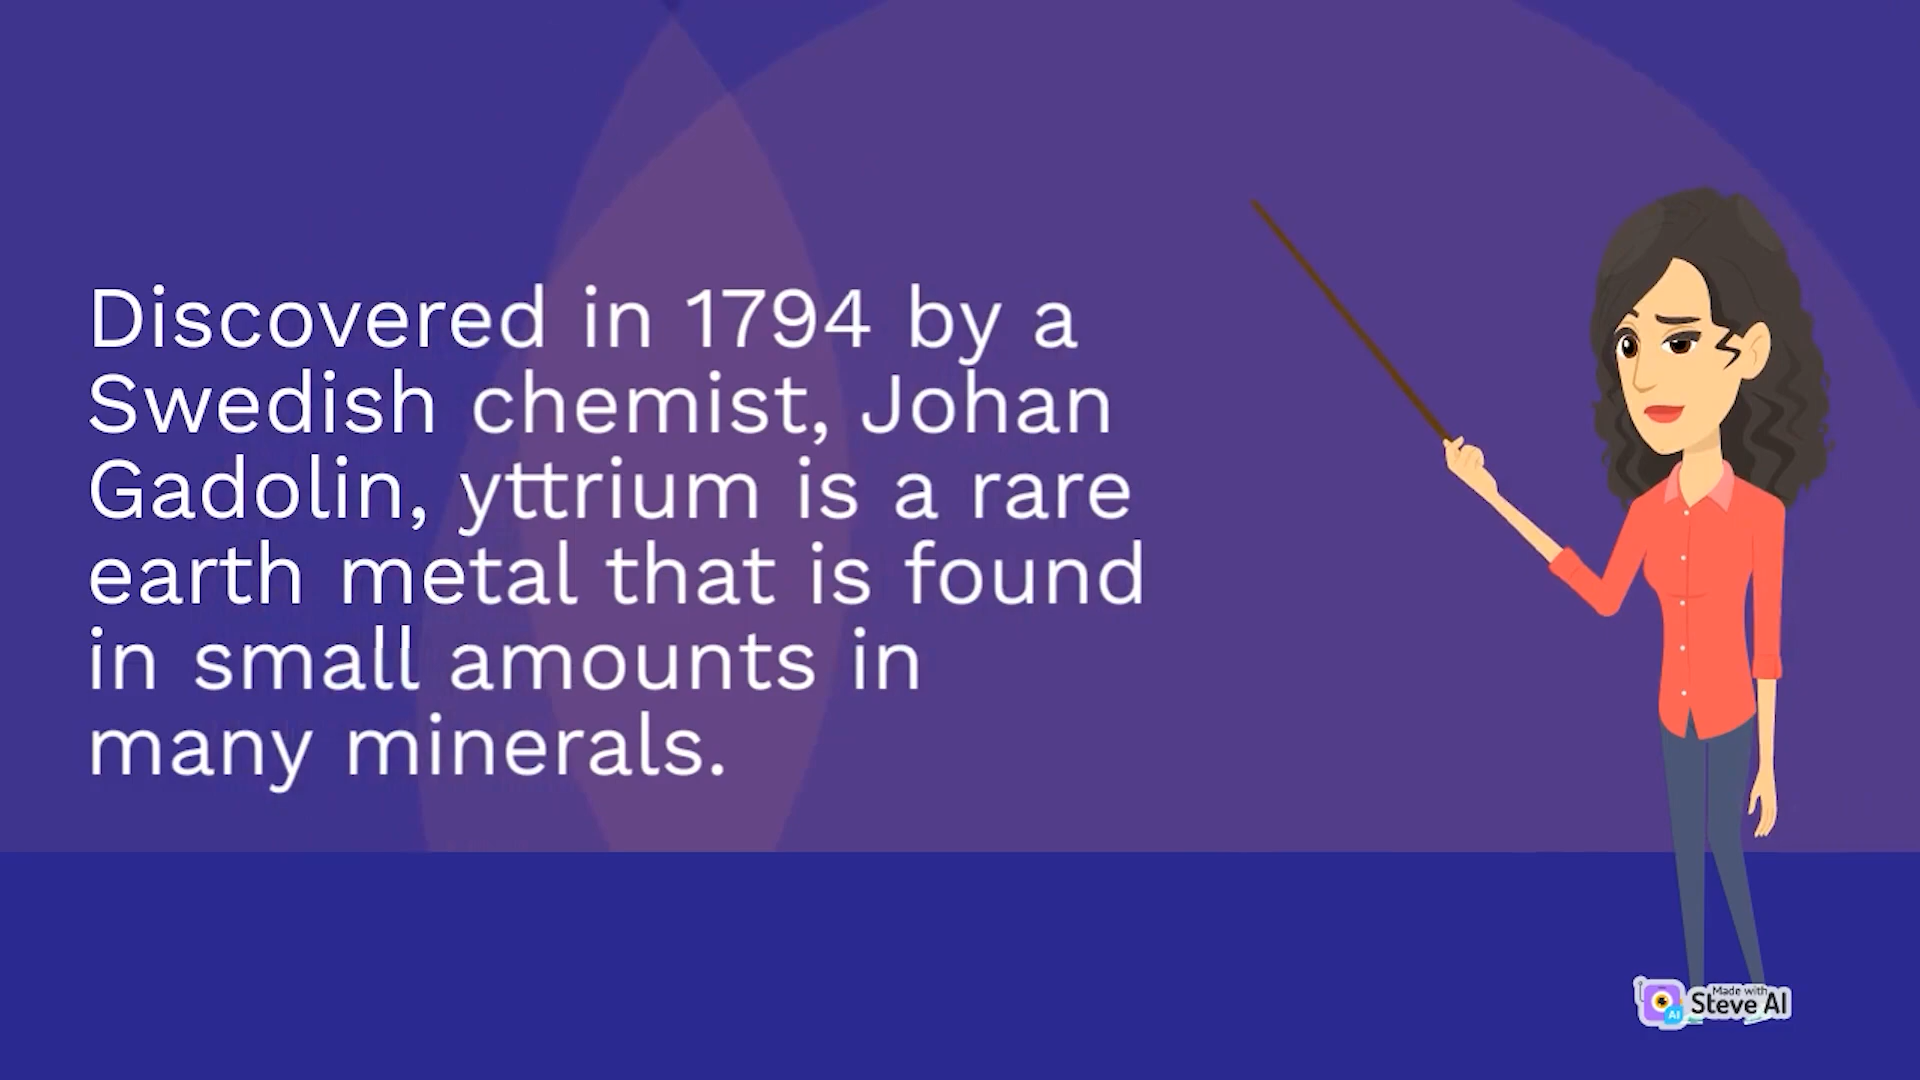 Discovered in 1794 by a
Swedish chemist, Johan
Gadolin, yttrium is a rare
earth metal that is found
in small amounts in
many minerals.
Made with
Steve AI
AI